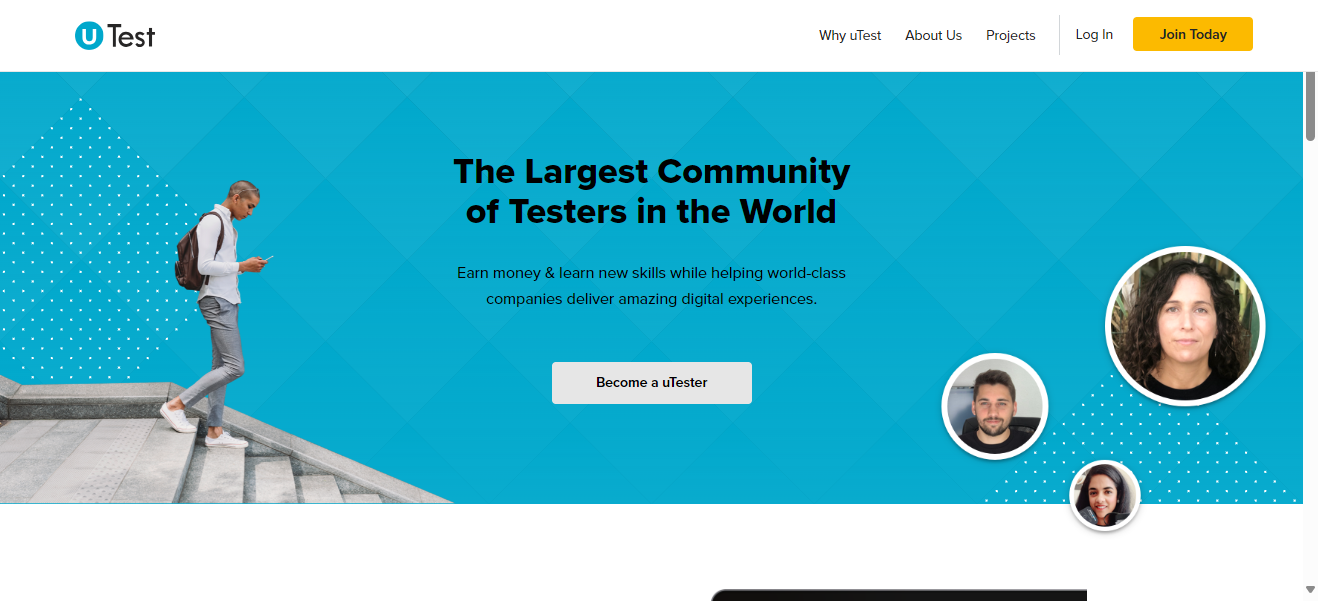 uTest
Why uTest
About Us
Projects
Log In
Join Today
The Largest Community
of Testers in the World
Earn money & learn new skills while helping world-class
companies deliver amazing digital experiences.
Become a uTester